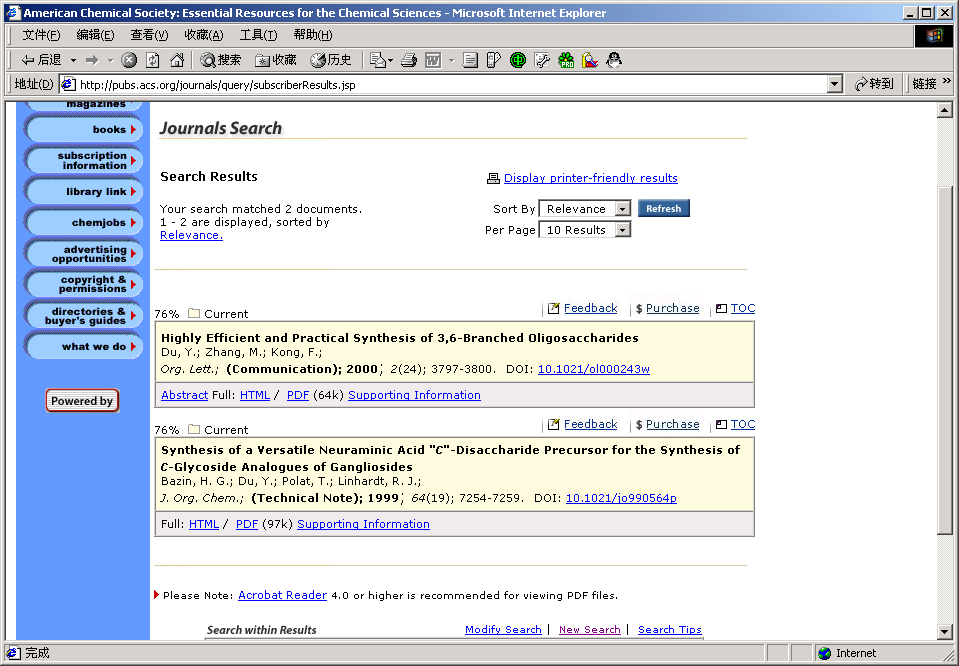 American Chemical Society: Essential Resources for the Chemical Sciences - Microsoft Internet Explorer
文件(F) 编辑(E) 查看(V) 收藏(A) 工具(T) 帮助(H)
后退 搜索 收藏 历史
地址(D) http://pubs.acs.org/journals/query/subscriberResults.jsp 转到 链接 »
magazines
books
subscription
information
library link
chemjobs
advertising
opportunities
copyright &
permissions
directories &
buyer's guides
what we do
Powered by
Journals Search
Search Results
Display printer-friendly results
Your search matched 2 documents.
1 - 2 are displayed, sorted by
Relevance.
Sort By Relevance Refresh
Per Page 10 Results
76% Current Feedback $ Purchase TOC
Highly Efficient and Practical Synthesis of 3,6-Branched Oligosaccharides
Du, Y.; Zhang, M.; Kong, F.;
Org. Lett.; (Communication); 2000; 2(24); 3797-3800. DOI: 10.1021/ol000243w
Abstract Full: HTML / PDF (64k) Supporting Information
76% Current Feedback $ Purchase TOC
Synthesis of a Versatile Neuraminic Acid "C"-Disaccharide Precursor for the Synthesis of
C-Glycoside Analogues of Gangliosides
Bazin, H. G.; Du, Y.; Polat, T.; Linhardt, R. J.;
J. Org. Chem.; (Technical Note); 1999; 64(19); 7254-7259. DOI: 10.1021/jo990564p
Full: HTML / PDF (97k) Supporting Information
Please Note: Acrobat Reader 4.0 or higher is recommended for viewing PDF files.
Search within Results Modify Search | New Search | Search Tips
完成 Internet